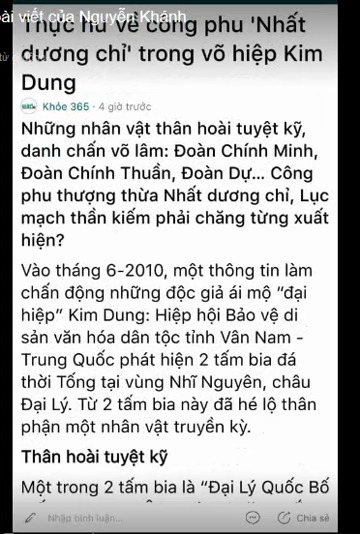 ài viết của Nguyễn Khánh
Thực hư về công phu 'Nhất
dương chỉ' trong võ hiệp Kim
Dung
Khỏe 365 · 4 giờ trước
Những nhân vật thân hoài tuyệt kỹ,
danh chấn võ lâm: Đoàn Chính Minh,
Đoàn Chính Thuần, Đoàn Dự... Công
phu thượng thừa Nhất dương chỉ, Lục
mạch thần kiếm phải chăng từng xuất
hiện?
Vào tháng 6-2010, một thông tin làm
chấn động những độc giả ái mộ “đại
hiệp” Kim Dung: Hiệp hội Bảo vệ di
sản văn hóa dân tộc tỉnh Vân Nam -
Trung Quốc phát hiện 2 tấm bia đá
thời Tống tại vùng Nhĩ Nguyên, châu
Đại Lý. Từ 2 tấm bia này đã hé lộ thân
phận một nhân vật truyền kỳ.
Thân hoài tuyệt kỹ
Một trong 2 tấm bia là “Đại Lý Quốc Bố
Nhập bình luận...
Chia sẻ